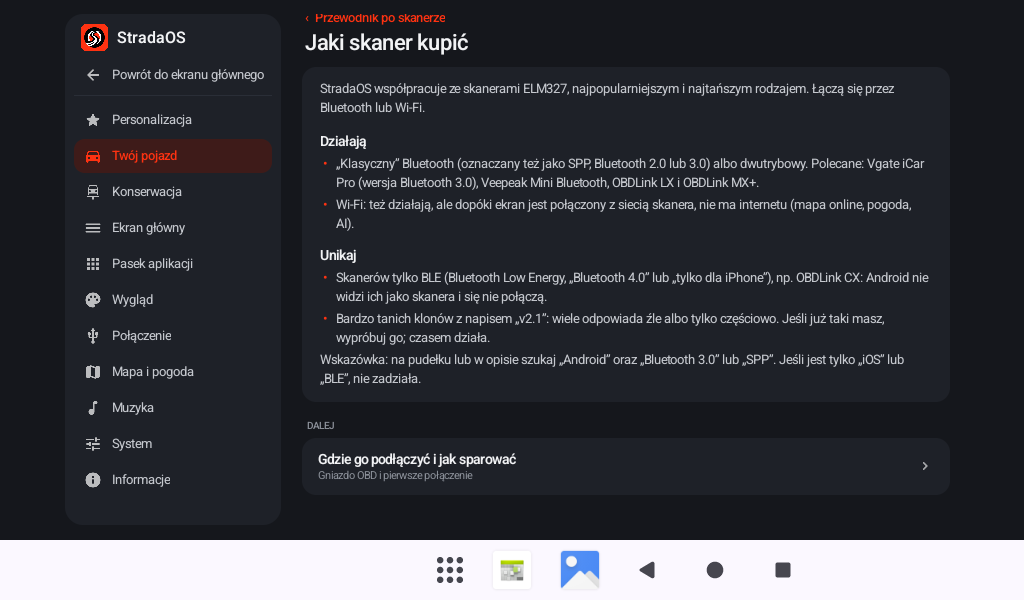 StradaOS
Powrót do ekranu głównego
Personalizacja
Twój pojazd
Konserwacja
Ekran główny
Pasek aplikacji
Wygląd
Połączenie
Mapa i pogoda
Muzyka
System
Informacje
‹ Przewodnik po skanerze
Jaki skaner kupić
StradaOS współpracuje ze skanerami ELM327, najpopularniejszym i najtańszym rodzajem. Łączą się przez
Bluetooth lub Wi-Fi.
Działają
• „Klasyczny” Bluetooth (oznaczany też jako SPP, Bluetooth 2.0 lub 3.0) albo dwutrybowy. Polecane: Vgate iCar
Pro (wersja Bluetooth 3.0), Veepeak Mini Bluetooth, OBDLink LX i OBDLink MX+.
• Wi-Fi: też działają, ale dopóki ekran jest połączony z siecią skanera, nie ma internetu (mapa online, pogoda,
AI).
Unikaj
• Skanerów tylko BLE (Bluetooth Low Energy, „Bluetooth 4.0” lub „tylko dla iPhone”), np. OBDLink CX: Android nie
widzi ich jako skanera i się nie połączą.
• Bardzo tanich klonów z napisem „v2.1”: wiele odpowiada źle albo tylko częściowo. Jeśli już taki masz,
wypróbuj go; czasem działa.
Wskazówka: na pudełku lub w opisie szukaj „Android” oraz „Bluetooth 3.0” lub „SPP”. Jeśli jest tylko „iOS” lub
„BLE”, nie zadziała.
DALEJ
Gdzie go podłączyć i jak sparować
Gniazdo OBD i pierwsze połączenie